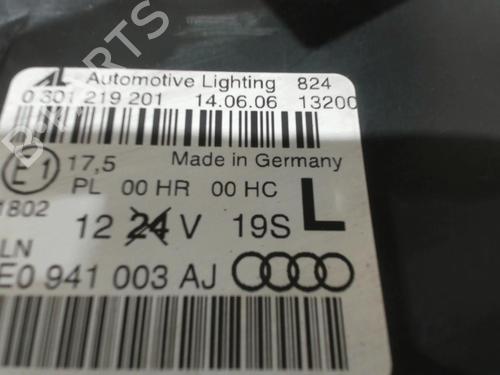 AL Automotive Lighting 824
0 301 219 201 14.06.06 13200
E1 17,5 Made in Germany
PL 00 HR 00 HC L
1802
12 24 V 19S
LN
E0 941 003 AJ
PARTS